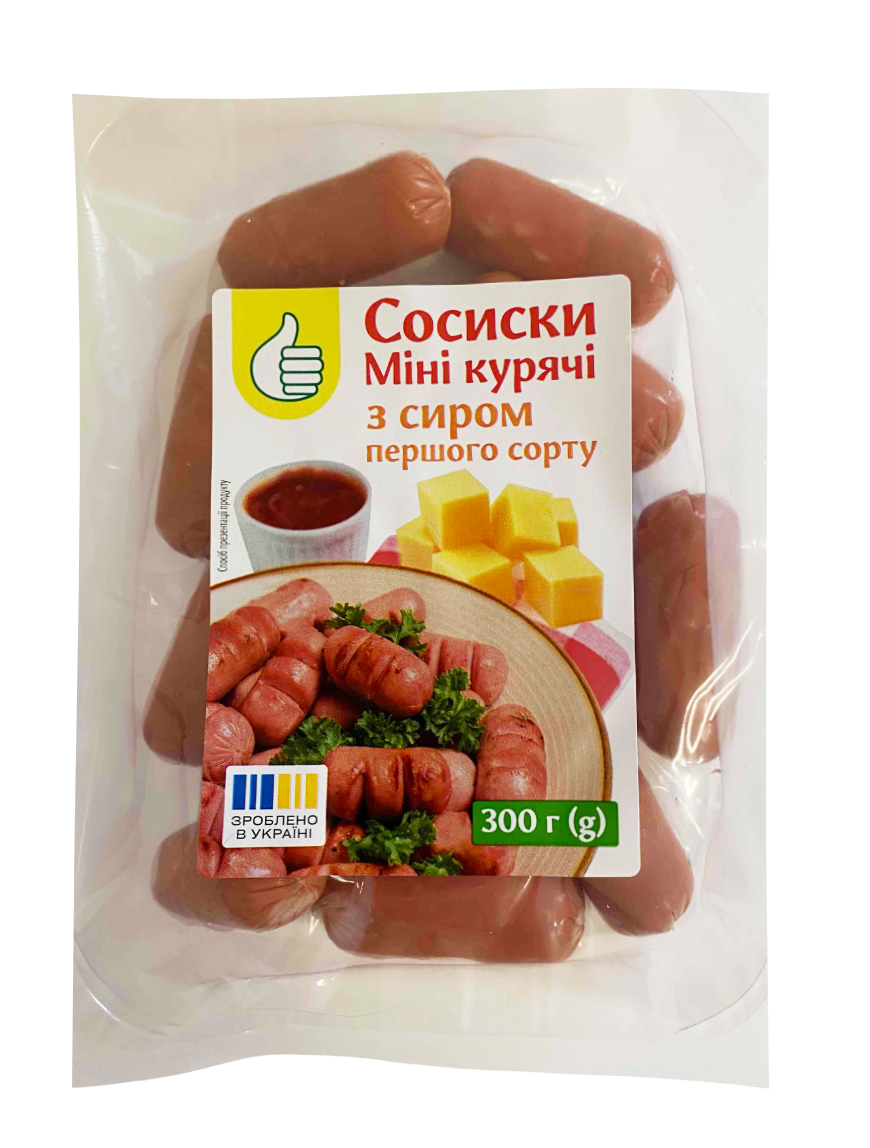 Сосиски
Міні курячі
з сиром
першого сорту
Спосіб презентації продукту
ЗРОБЛЕНО
В УКРАЇНІ
300 г (g)